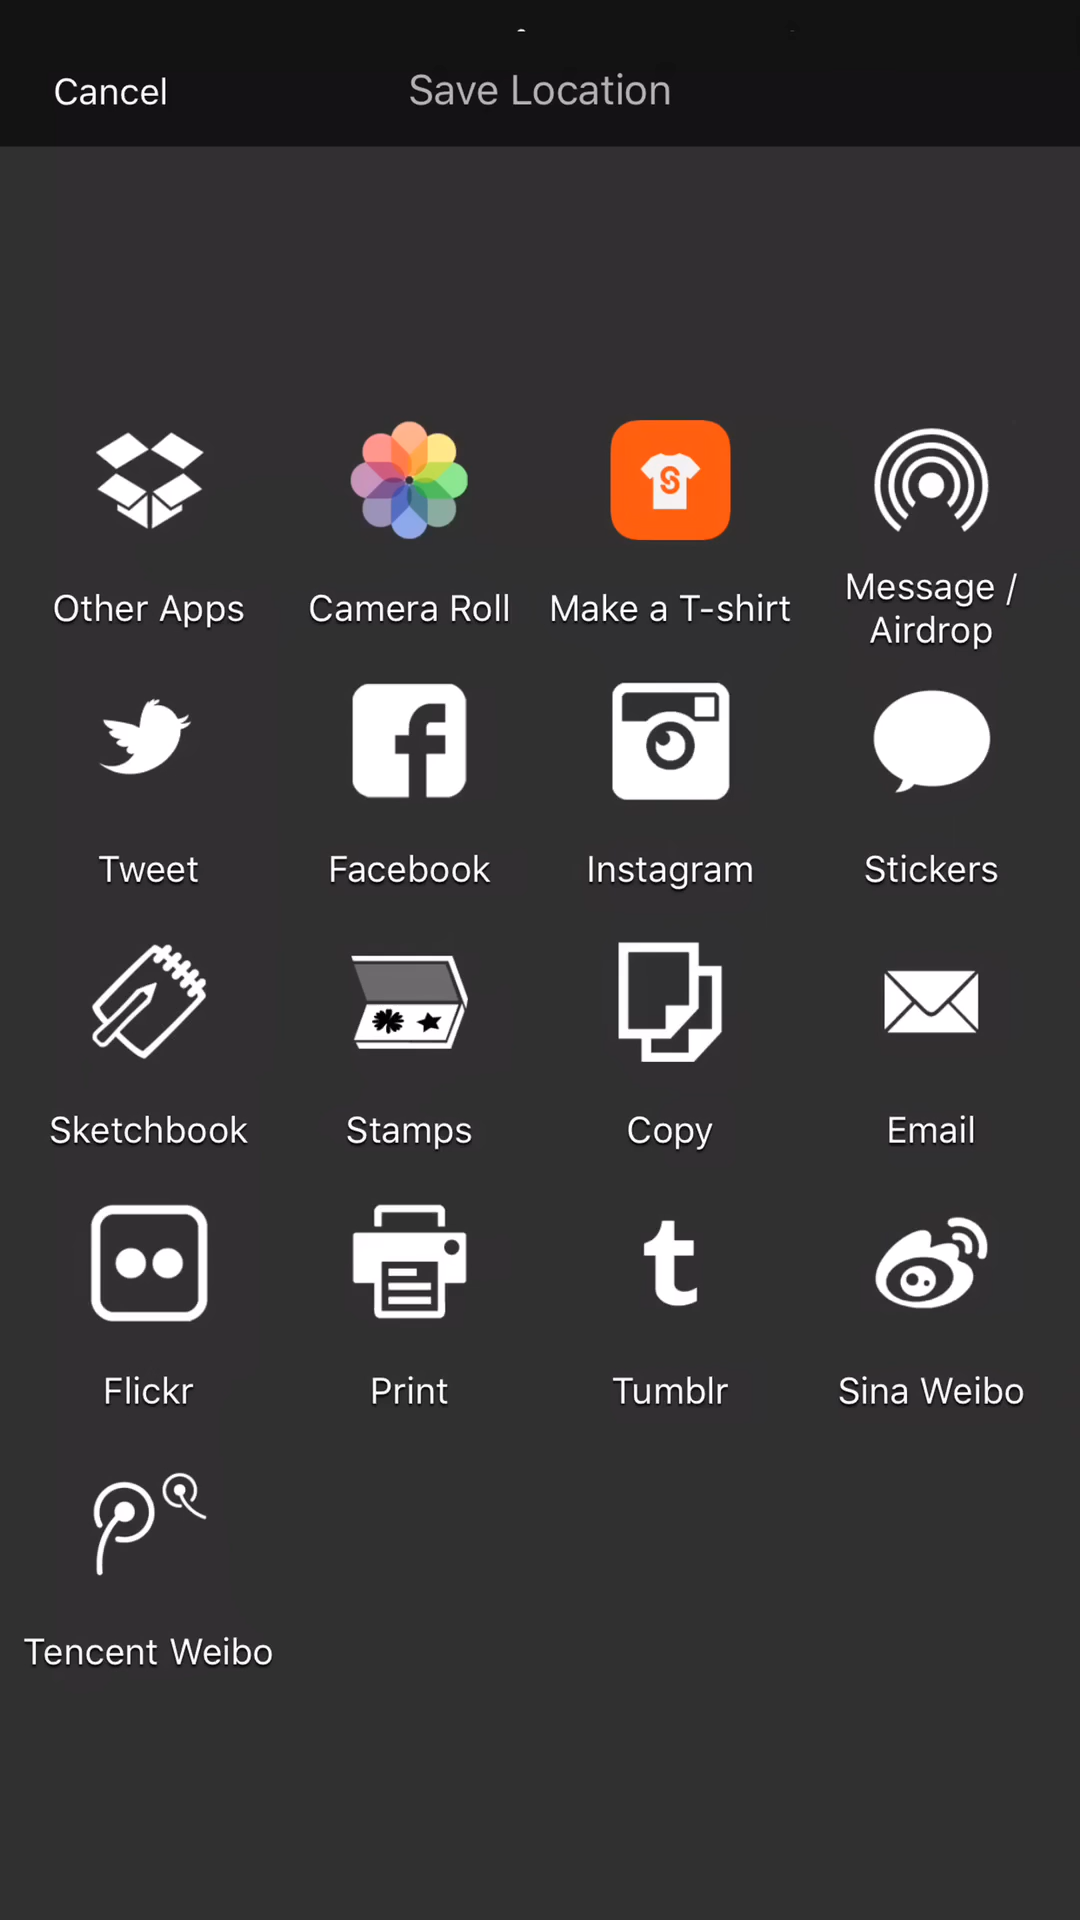 Cancel
Save Location
Other Apps
Camera Roll
Make a T-shirt
Message /
Airdrop
Tweet
Facebook
Instagram
Stickers
Sketchbook
Stamps
Copy
Email
Flickr
Print
Tumblr
Sina Weibo
Tencent Weibo